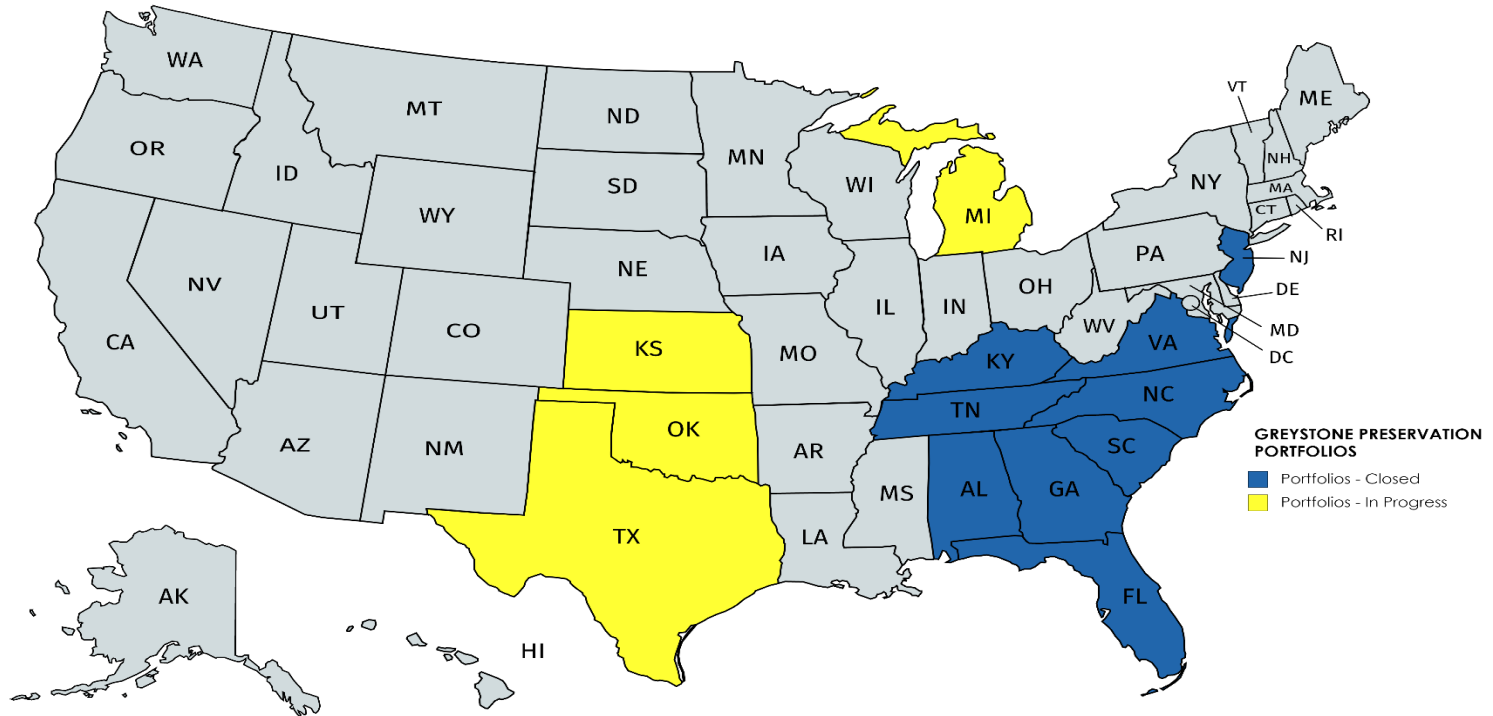 WA
MT
ND
MN
OR
ID
SD
WI
WY
MI
VT
ME
NH
NY
MA
CT
RI
NV
UT
CO
NE
IA
IL
IN
OH
PA
NJ
DE
MD
DC
CA
KS
MO
WV
KY
VA
AZ
NM
OK
AR
TN
NC
SC
TX
LA
MS
AL
GA
FL
GREYSTONE PRESERVATION
PORTFOLIOS
Portfolios - Closed
Portfolios - In Progress
AK
HI